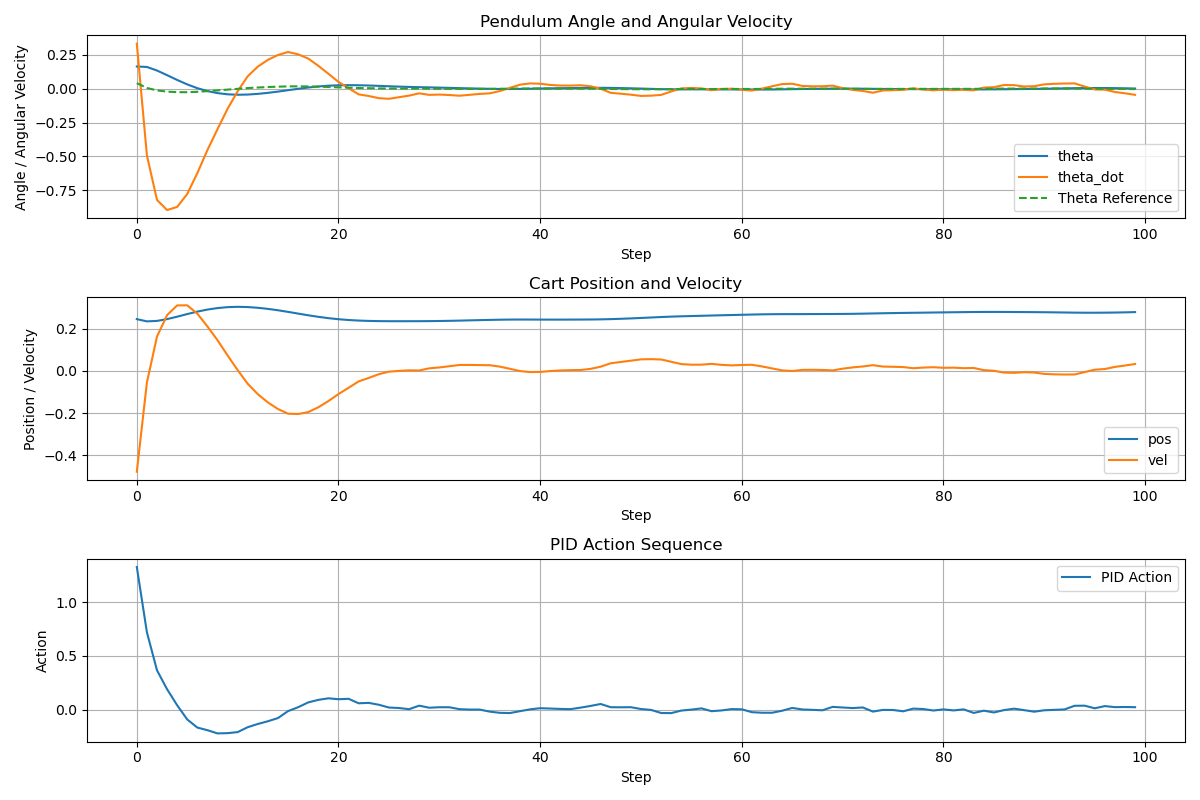 Pendulum Angle and Angular Velocity
Angle / Angular Velocity
0.25
0.00
−0.25
−0.50
−0.75
theta
theta_dot
Theta Reference
0 20 40 60 80 100
Step
Cart Position and Velocity
Position / Velocity
0.2
0.0
−0.2
−0.4
pos
vel
0 20 40 60 80 100
Step
PID Action Sequence
Action
1.0
0.5
0.0
PID Action
0 20 40 60 80 100
Step